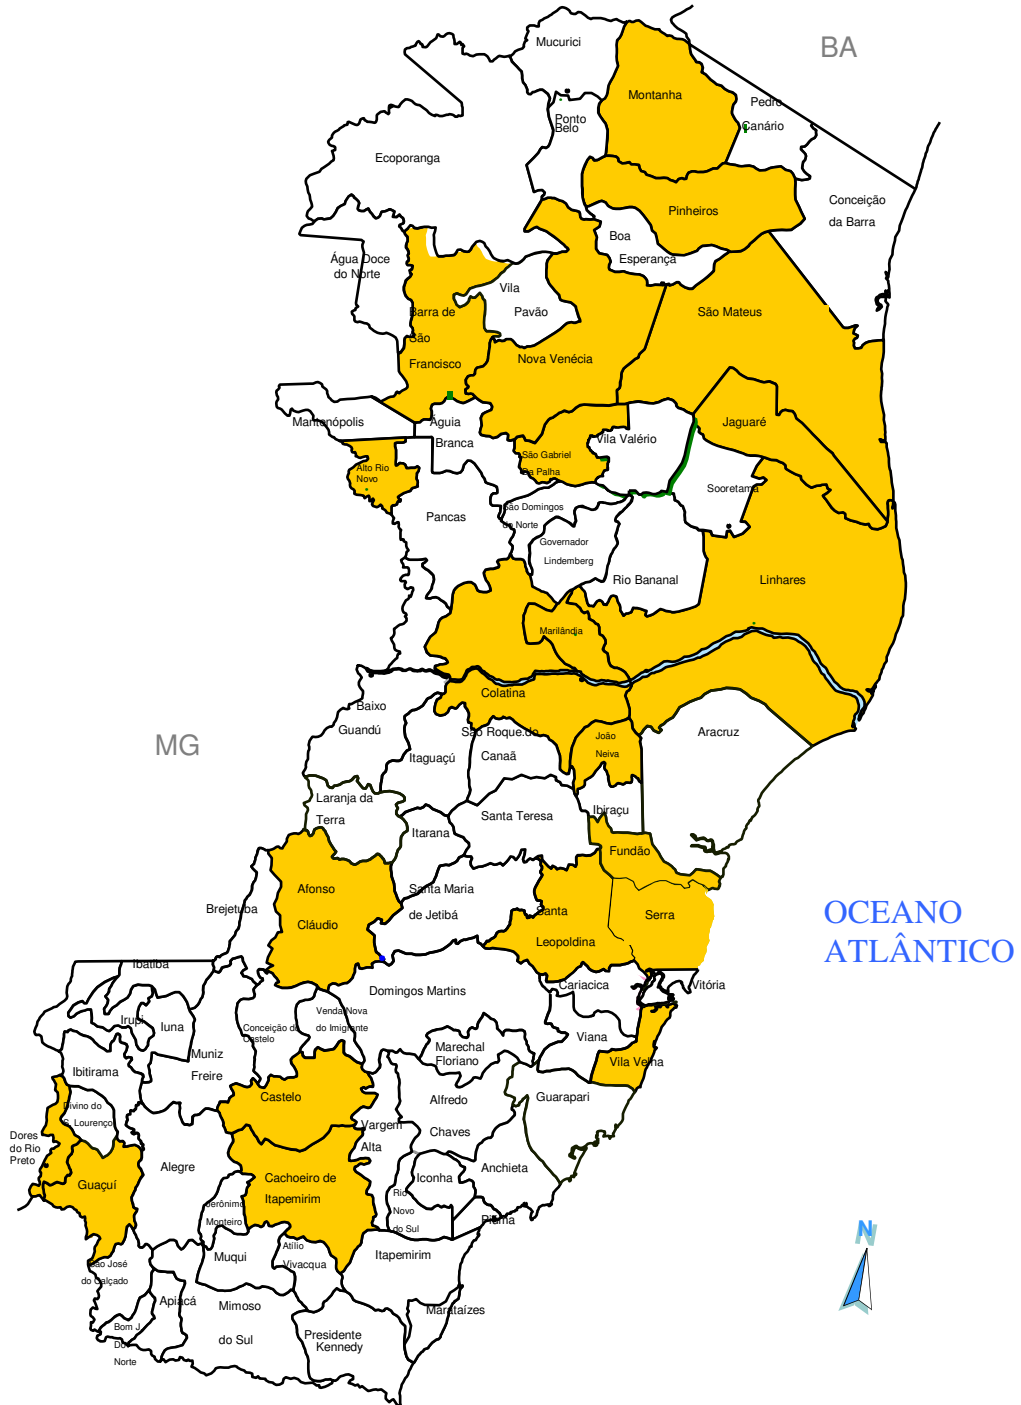 Mucurici
BA
Montanha
Pedro
Canário
Ponto
Belo
Ecoporanga
Conceição
da Barra
Pinheiros
Boa
Esperança
Água Doce
do Norte
Vila
Pavão
Barra de
São
Francisco
São Mateus
Nova Venécia
Mantenópolis
Águia
Branca
Jaguaré
Vila Valério
São Gabriel
Da Palha
Alto Rio
Novo
Sooretama
Pancas
São Domingos
do Norte
Governador
Lindemberg
Rio Bananal
Linhares
Marilândia
Colatina
Baixo
Guandú
MG
São Roque do
Canaã
João
Neiva
Aracruz
Itaguaçú
Laranja da
Terra
Itarana
Santa Teresa
Ibiraçu
Fundão
Afonso
Cláudio
Santa Maria
de Jetibá
Brejetuba
Santa
Leopoldina
Serra
OCEANO
ATLÂNTICO
Ibatiba
Domingos Martins
Cariacica
Vitória
Irupi
Iuna
Conceição do
Castelo
Venda Nova
do Imigrante
Viana
Muniz
Freire
Marechal
Floriano
Vila Velha
Ibitirama
Castelo
Alfredo
Chaves
Guarapari
Divino do
S. Lourenço
Dores
do Rio
Preto
Vargem
Alta
Alegre
Guaçuí
Cachoeiro de
Itapemirim
Iconha
Anchieta
Rio
Novo
do Sul
Jerônimo
Monteiro
Piúma
Muqui
Atílio
Vivacqua
Itapemirim
N
São José
do Calçado
Apiacá
Mimoso
do Sul
Marataízes
Presidente
Kennedy
Bom J.
Do
Norte